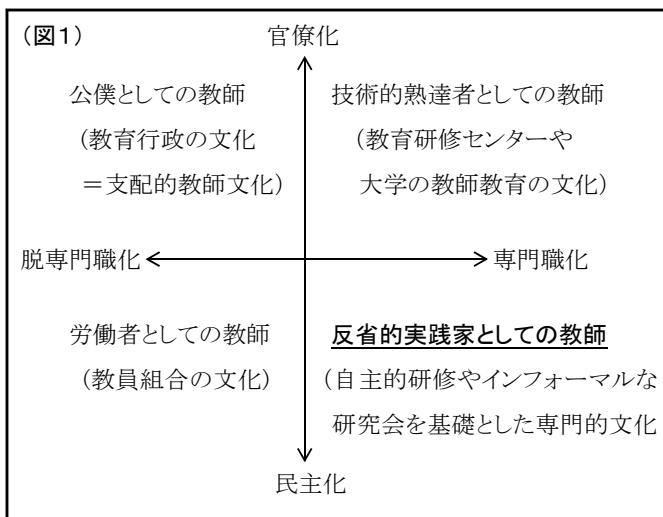 （図1）
官僚化
公僕としての教師
（教育行政の文化
＝支配的教師文化）
技術的熟達者としての教師
（教育研修センターや
大学の教師教育の文化）
脱専門職化
専門職化
労働者としての教師
（教員組合の文化）
反省的実践家としての教師
（自主的研修やインフォーマルな
研究会を基礎とした専門的文化
民主化